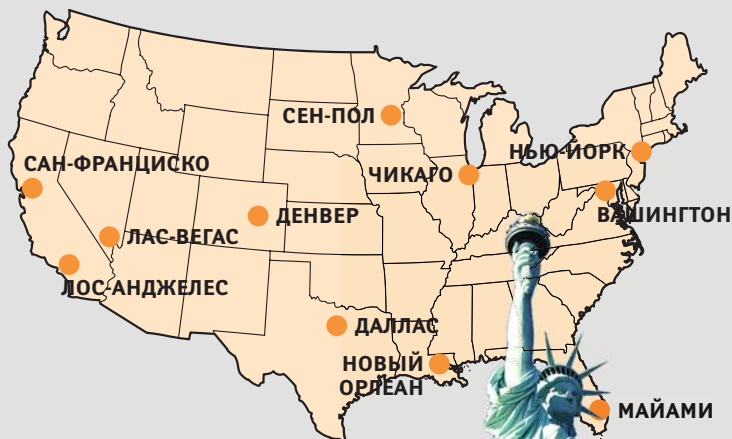 СЕН-ПОЛ
НЬЮ-ЙОРК
САН-ФРАНЦИСКО
ЧИКАГО
ДЕНВЕР
ВАШИНГТОН
ЛАС-ВЕГАС
ЛОС-АНДЖЕЛЕС
ДАЛЛАС
НОВЫЙ
ОРЛЕАН
МАЙАМИ